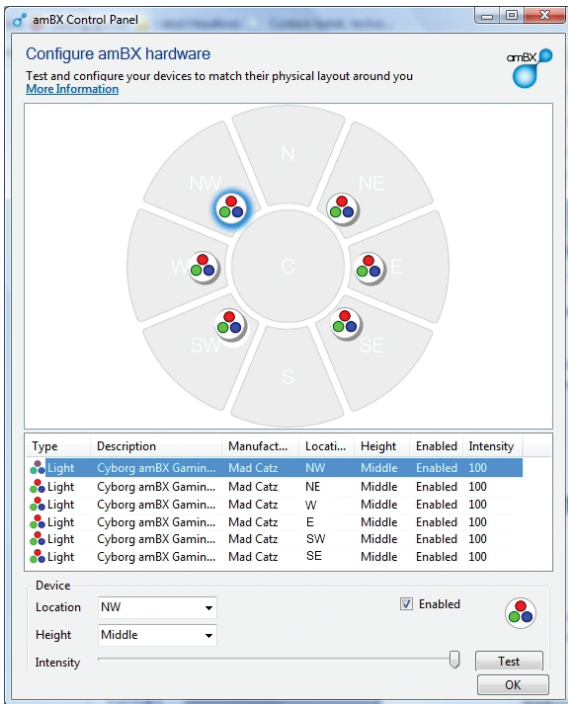 amBX Control Panel
Configure amBX hardware
amBX
Test and configure your devices to match their physical layout around you
More Information
N
NW
NE
W
C
E
SW
SE
S
Type Description Manufact... Locati... Height Enabled Intensity
Light Cyborg amBX Gamin... Mad Catz NW Middle Enabled 100
Light Cyborg amBX Gamin... Mad Catz NE Middle Enabled 100
Light Cyborg amBX Gamin... Mad Catz W Middle Enabled 100
Light Cyborg amBX Gamin... Mad Catz E Middle Enabled 100
Light Cyborg amBX Gamin... Mad Catz SW Middle Enabled 100
Light Cyborg amBX Gamin... Mad Catz SE Middle Enabled 100
Device
Location NW Enabled
Height Middle
Intensity Test
OK